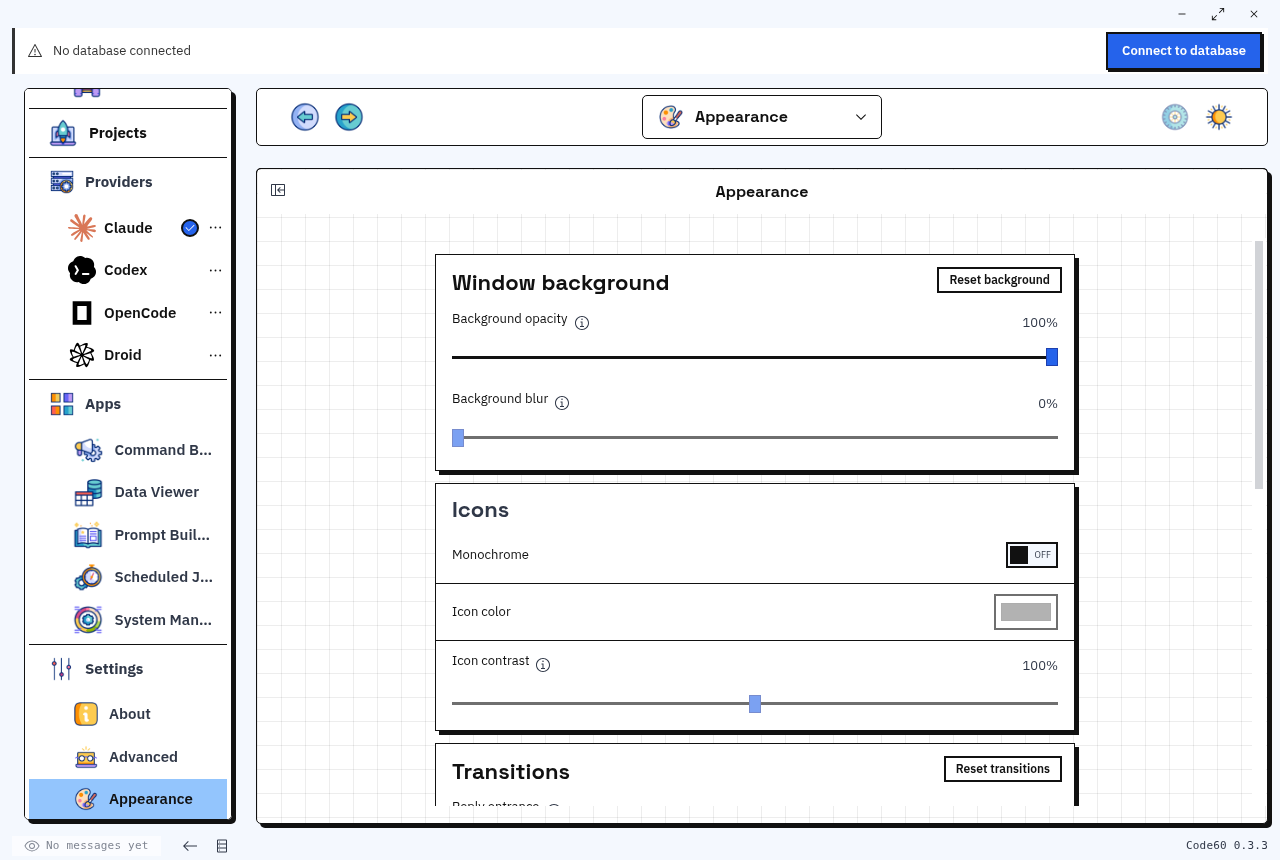 No database connected
Connect to database
Projects
Providers
Claude
Codex
OpenCode
Droid
Apps
Command B...
Data Viewer
Prompt Buil...
Scheduled J...
System Man...
Settings
About
Advanced
Appearance
Appearance
Appearance
Window background
Reset background
Background opacity
100%
Background blur
0%
Icons
Monochrome
OFF
Icon color
Icon contrast
100%
Transitions
Reset transitions
Reply entrance
No messages yet
Code60 0.3.3